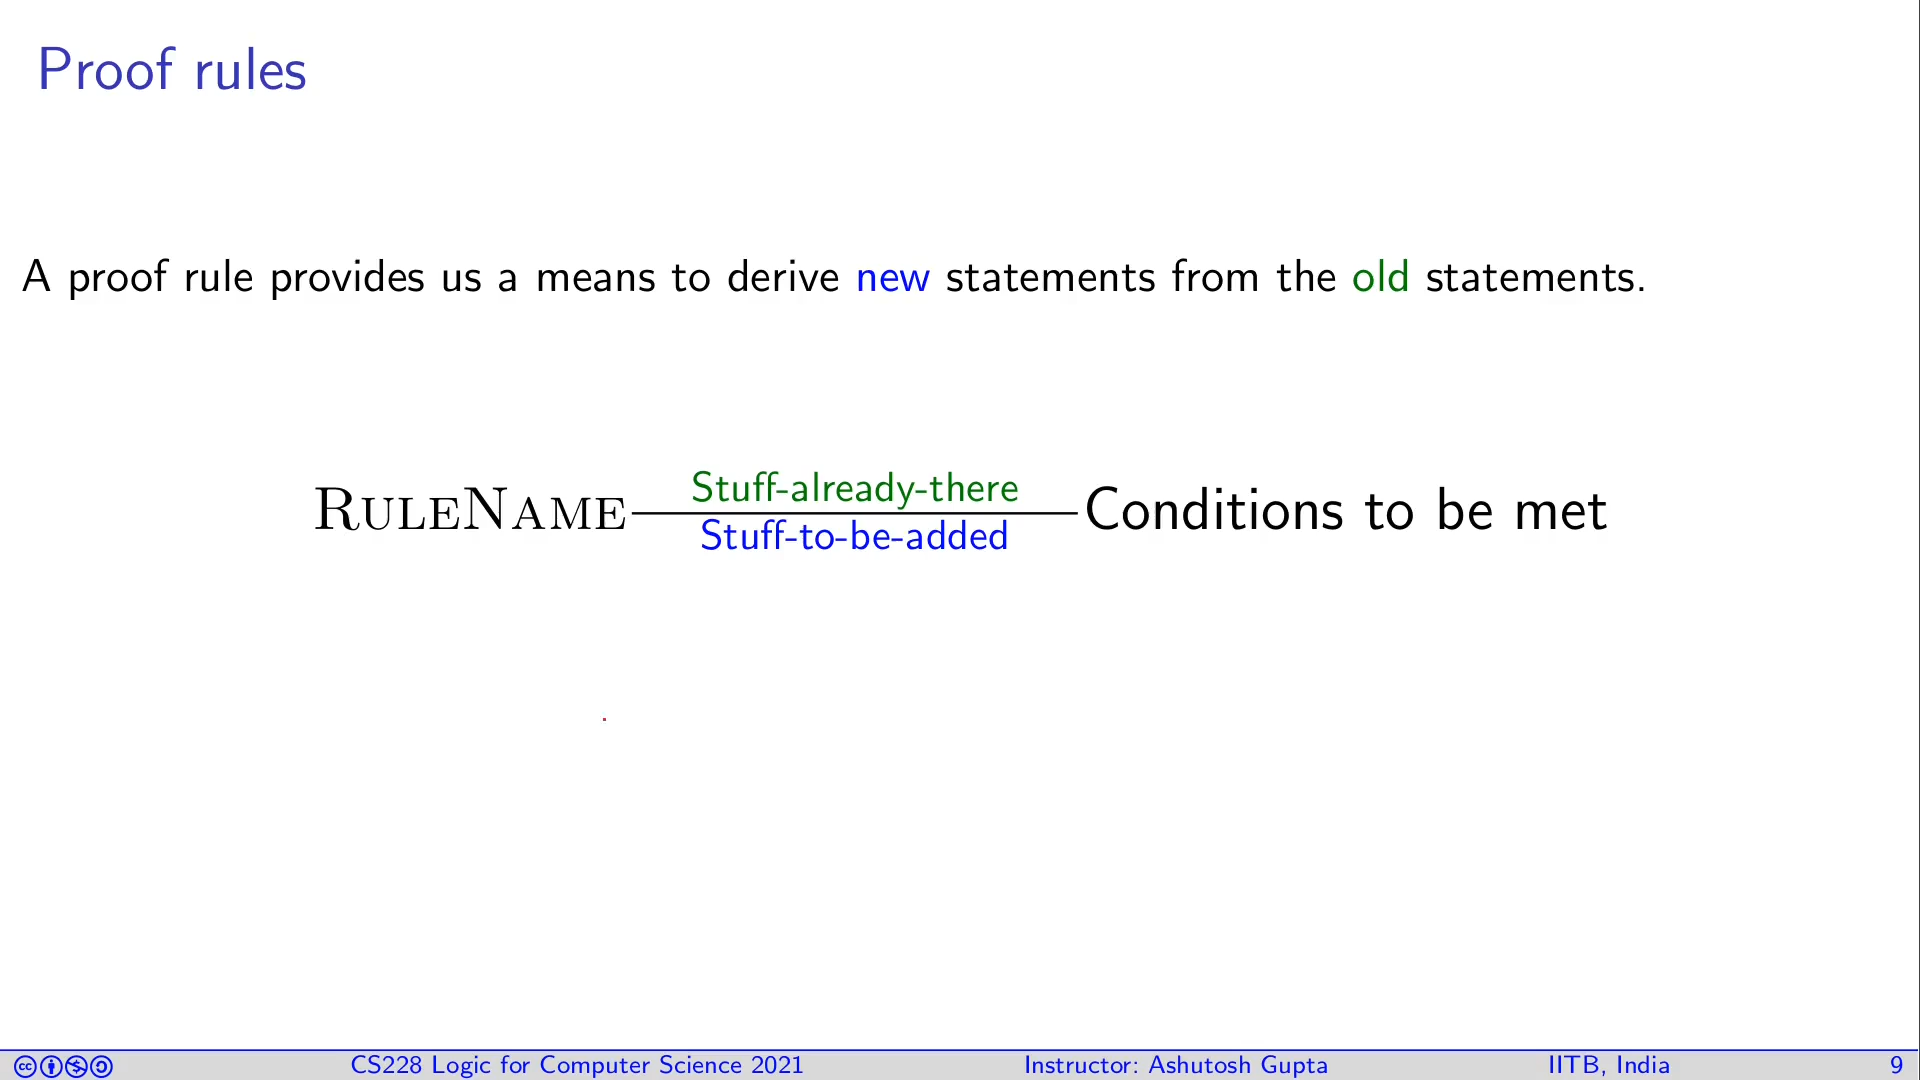 Proof rules
A proof rule provides us a means to derive new statements from the old statements.
RULENAME Stuff-already-there Conditions to be met
Stuff-to-be-added
CS228 Logic for Computer Science 2021 Instructor: Ashutosh Gupta IITB, India 9